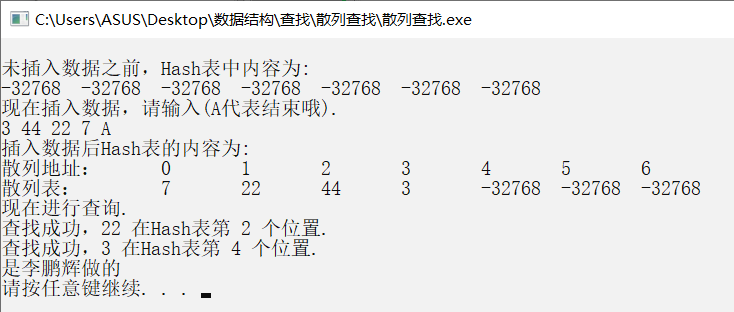 C:\Users\ASUS\Desktop\数据结构\查找\散列查找\散列查找.exe
未插入数据之前，Hash表中内容为:
-32768 -32768 -32768 -32768 -32768 -32768 -32768
现在插入数据，请输入(A代表结束哦).
3 44 22 7 A
插入数据后Hash表的内容为:
散列地址: 0 1 2 3 4 5 6
散列表: 7 22 44 3 -32768 -32768 -32768
现在进行查询.
查找成功，22 在Hash表第 2 个位置.
查找成功，3 在Hash表第 4 个位置.
是李鹏辉做的
请按任意键继续. . .